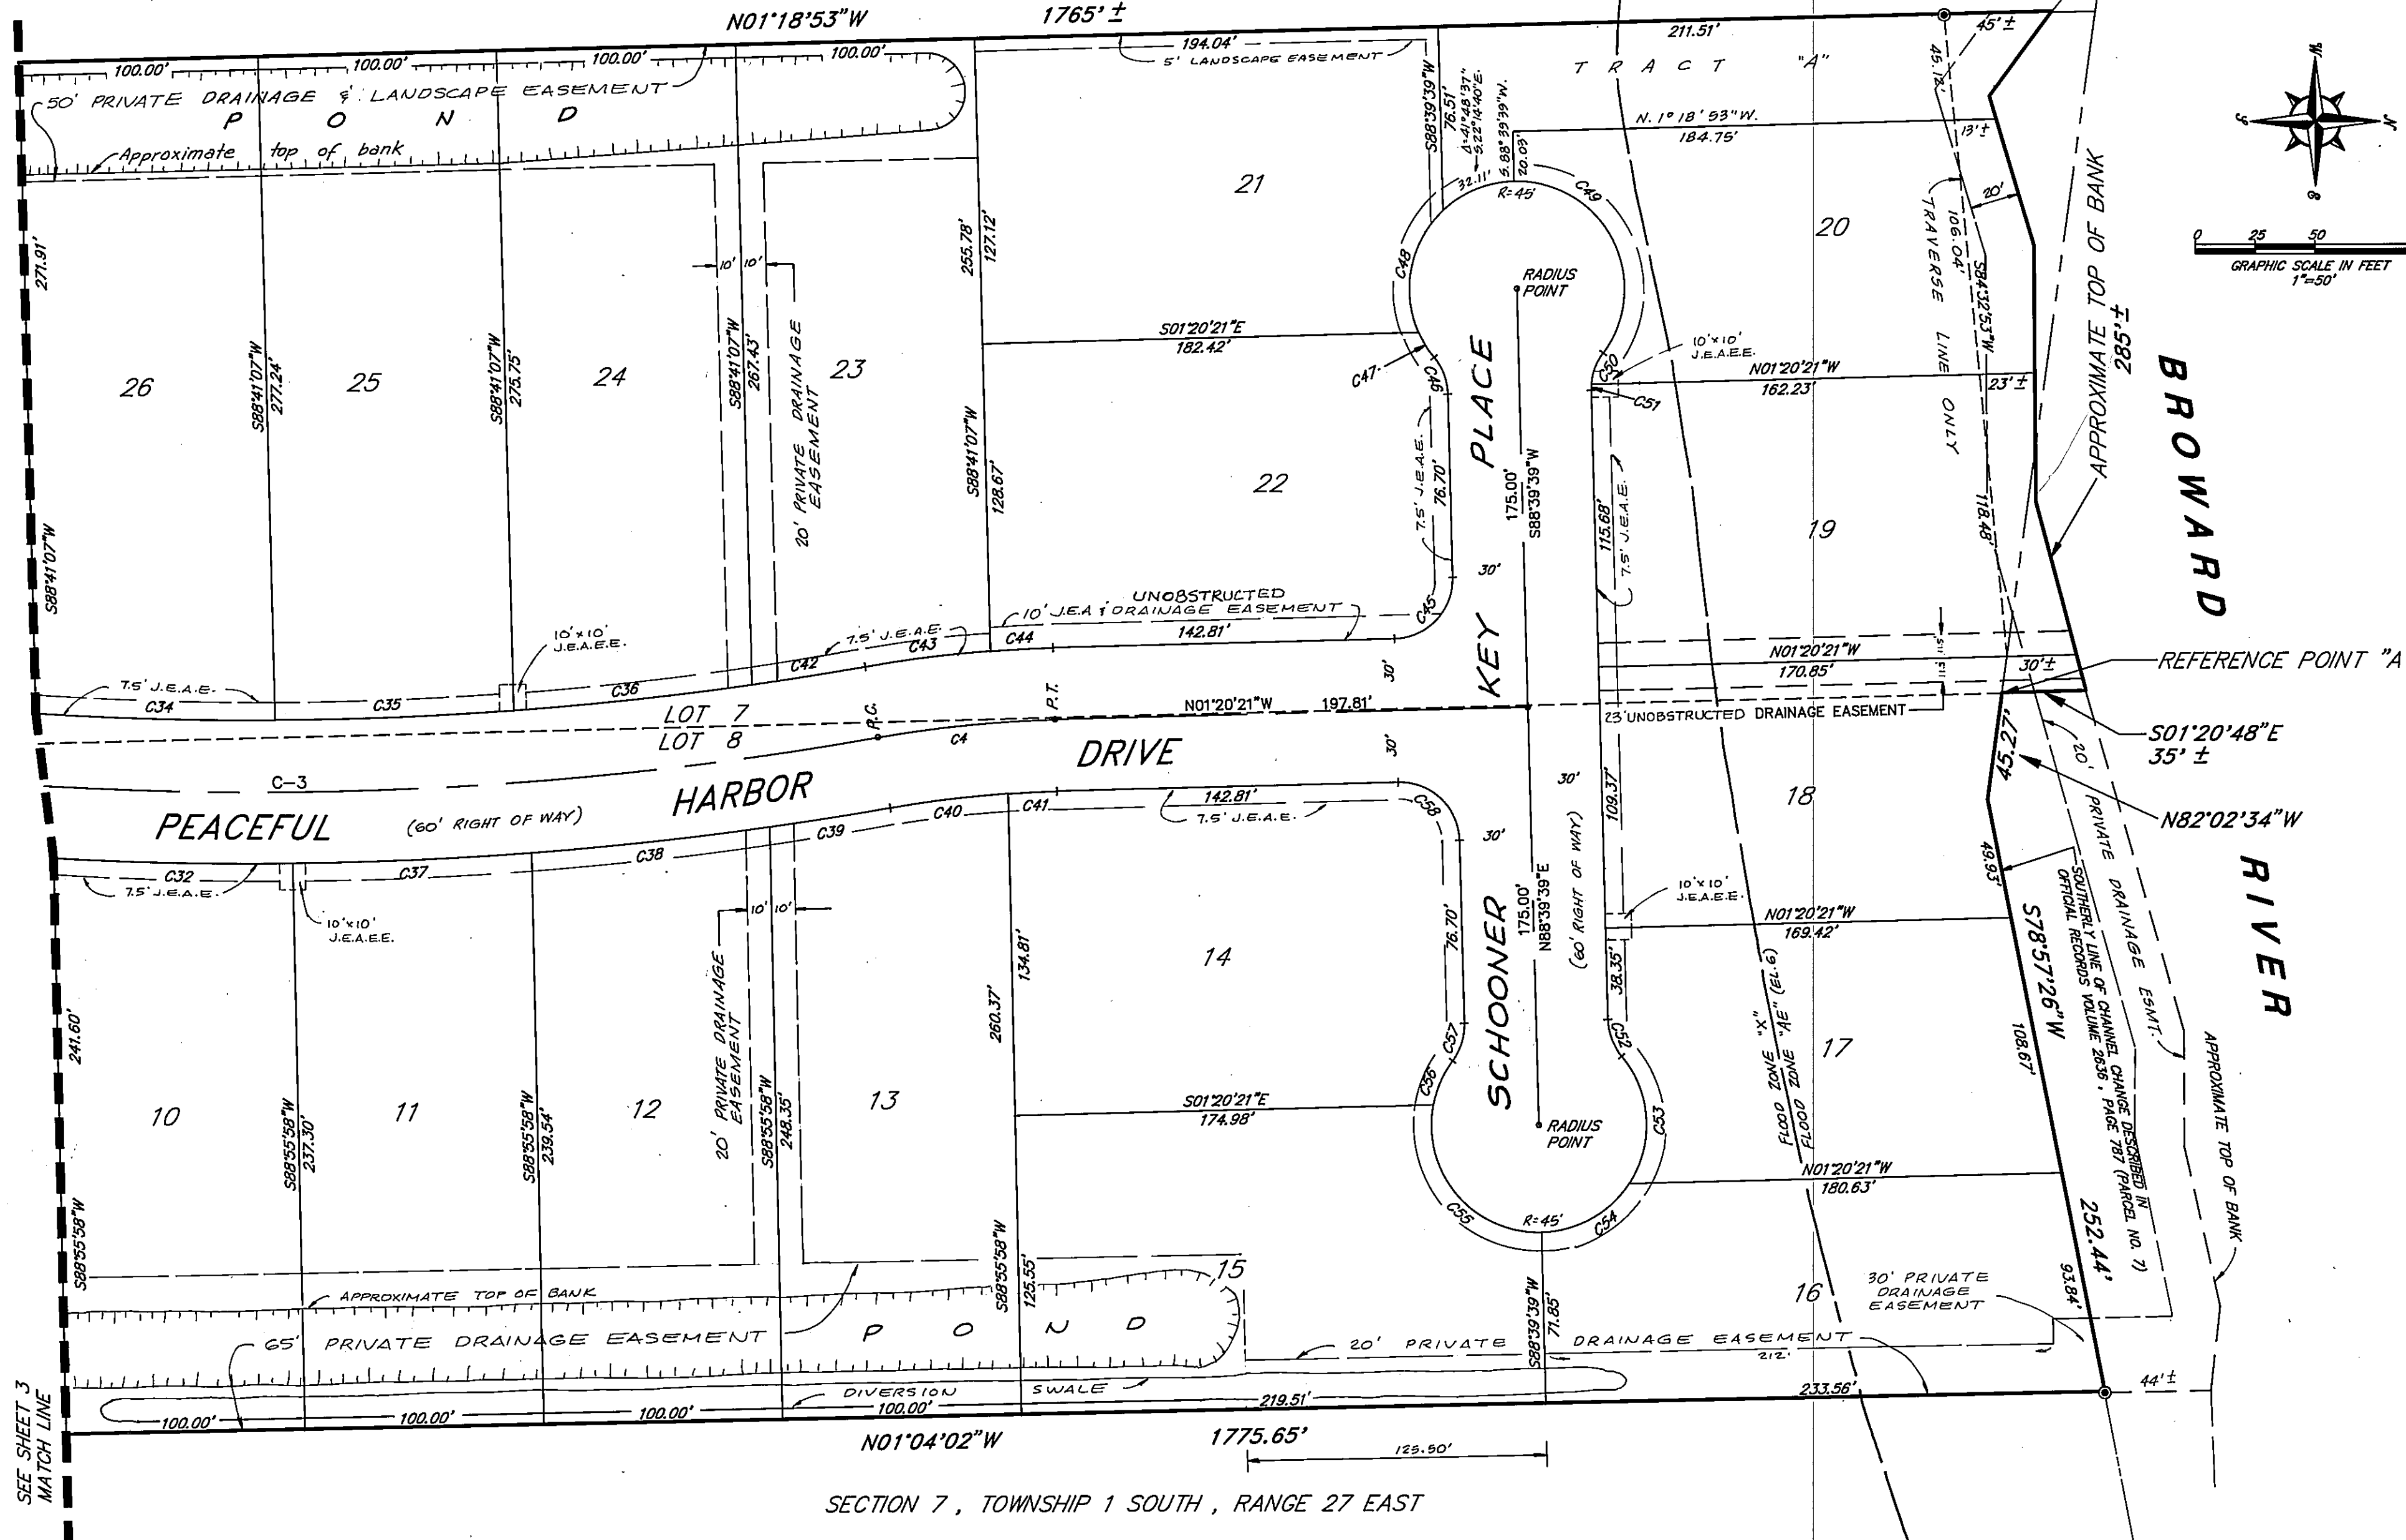 N01°18'53"W 1765' ±
100.00'
100.00'
100.00'
100.00'
194.04'
5' LANDSCAPE EASEMENT
211.51'
45' ±
45.12'
TRACT "A"
50' PRIVATE DRAINAGE & LANDSCAPE EASEMENT
POND
Approximate top of bank
S88°39'39"W
76.51'
Δ=41°48'37"
S.22°14'40"E.
32.11'
S.88°39'39"W.
20.03'
R=45'
N. 1°18'53"W.
184.75'
13' ±
20'
106.04'
S84°32'53"W
TRAVERSE LINE ONLY
APPROXIMATE TOP OF BANK
285' ±
W
N
S
E
0 25 50
GRAPHIC SCALE IN FEET
1"=50'
271.91'
S88°41'07"W
26
S88°41'07"W
277.24'
25
S88°41'07"W
275.75'
24
10' 10'
S88°41'07"W
267.43'
20' PRIVATE DRAINAGE
EASEMENT
23
255.78'
127.12'
S88°41'07"W
128.67'
21
S01°20'21"E
182.42'
22
C47
C46
C48
C49
C50
C51
RADIUS
POINT
10'x10'
J.E.A.E.E.
N01°20'21"W
162.23'
23' ±
20
19
118.48'
7.5' J.E.A.E.
76.70'
175.00'
S88°39'39"W
115.68'
7.5' J.E.A.E.
30'
C45
UNOBSTRUCTED
10' J.E.A & DRAINAGE EASEMENT
142.81'
C44
C43
C42
7.5' J.E.A.E.
10'x10'
J.E.A.E.E.
C36
C35
C34
7.5' J.E.A.E.
LOT 7
LOT 8
P.C.
P.T.
C4
N01°20'21"W 197.81'
30'
30'
N01°20'21"W
170.85'
11.5' 11.5'
30' ±
23' UNOBSTRUCTED DRAINAGE EASEMENT
REFERENCE POINT "A
S01°20'48"E
35' ±
45.27'
N82°02'34"W
BROWARD
RIVER
C-3
PEACEFUL HARBOR DRIVE
(60' RIGHT OF WAY)
SCHOONER KEY PLACE
(60' RIGHT OF WAY)
30'
30'
C32
7.5' J.E.A.E.
10'x10'
J.E.A.E.E.
C37
C38
C39
C40
C41
142.81'
7.5' J.E.A.E.
C58
109.37'
18
49.93'
20' PRIVATE DRAINAGE ESMT.
SOUTHERLY LINE OF CHANNEL CHANGE DESCRIBED IN
OFFICIAL RECORDS VOLUME 2636, PAGE 787 (PARCEL NO. 7)
S78°57'26"W
252.44'
108.67'
10'x10'
J.E.A.E.E.
N01°20'21"W
169.42'
241.60'
S88°55'58"W
10
S88°55'58"W
237.30'
11
S88°55'58"W
239.54'
12
10' 10'
20' PRIVATE DRAINAGE
EASEMENT
S88°55'58"W
248.35'
13
134.81'
260.37'
S88°55'58"W
125.55'
14
S01°20'21"E
174.98'
76.70'
C57
C56
C55
C54
C53
C52
38.35'
175.00'
N88°39'39"E
RADIUS
POINT
R=45'
FLOOD ZONE "X"
FLOOD ZONE "AE" (EL.6)
17
N01°20'21"W
180.63'
APPROXIMATE TOP OF BANK
93.84'
15
16
30' PRIVATE
DRAINAGE
EASEMENT
APPROXIMATE TOP OF BANK
65' PRIVATE DRAINAGE EASEMENT
POND
S88°39'39"W
71.85'
20' PRIVATE DRAINAGE EASEMENT
212'
DIVERSION SWALE
100.00'
100.00'
100.00'
100.00'
219.51'
233.56'
44' ±
N01°04'02"W 1775.65'
125.50'
SEE SHEET 3
MATCH LINE
SECTION 7, TOWNSHIP 1 SOUTH, RANGE 27 EAST